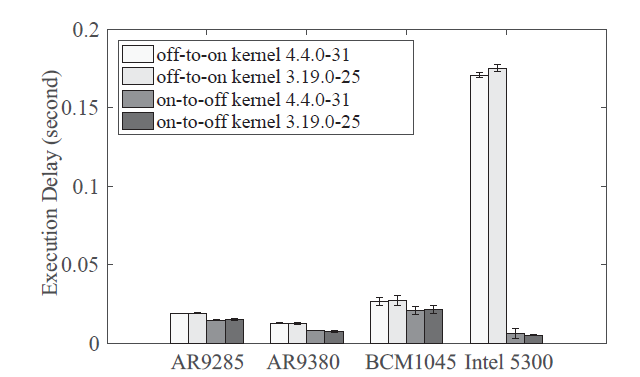 0.2
0.15
0.1
0.05
0
Execution Delay (second)
off-to-on kernel 4.4.0-31
off-to-on kernel 3.19.0-25
on-to-off kernel 4.4.0-31
on-to-off kernel 3.19.0-25
AR9285 AR9380 BCM1045 Intel 5300